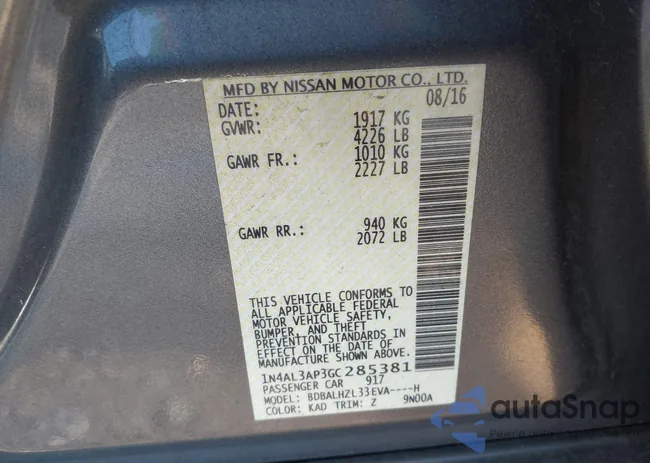 MFD BY NISSAN MOTOR CO., LTD.
DATE: 08/16
GVWR: 1917 KG
4226 LB
GAWR FR.: 1010 KG
2227 LB
GAWR RR.: 940 KG
2072 LB
THIS VEHICLE CONFORMS TO
ALL APPLICABLE FEDERAL
MOTOR VEHICLE SAFETY,
BUMPER, AND THEFT
PREVENTION STANDARDS IN
EFFECT ON THE DATE OF
MANUFACTURE SHOWN ABOVE.
1N4AL3AP3GC285381
PASSENGER CAR 917
MODEL: BDBALHZL33EVA----H
COLOR: KAD TRIM: Z 9N00A
autoSnap